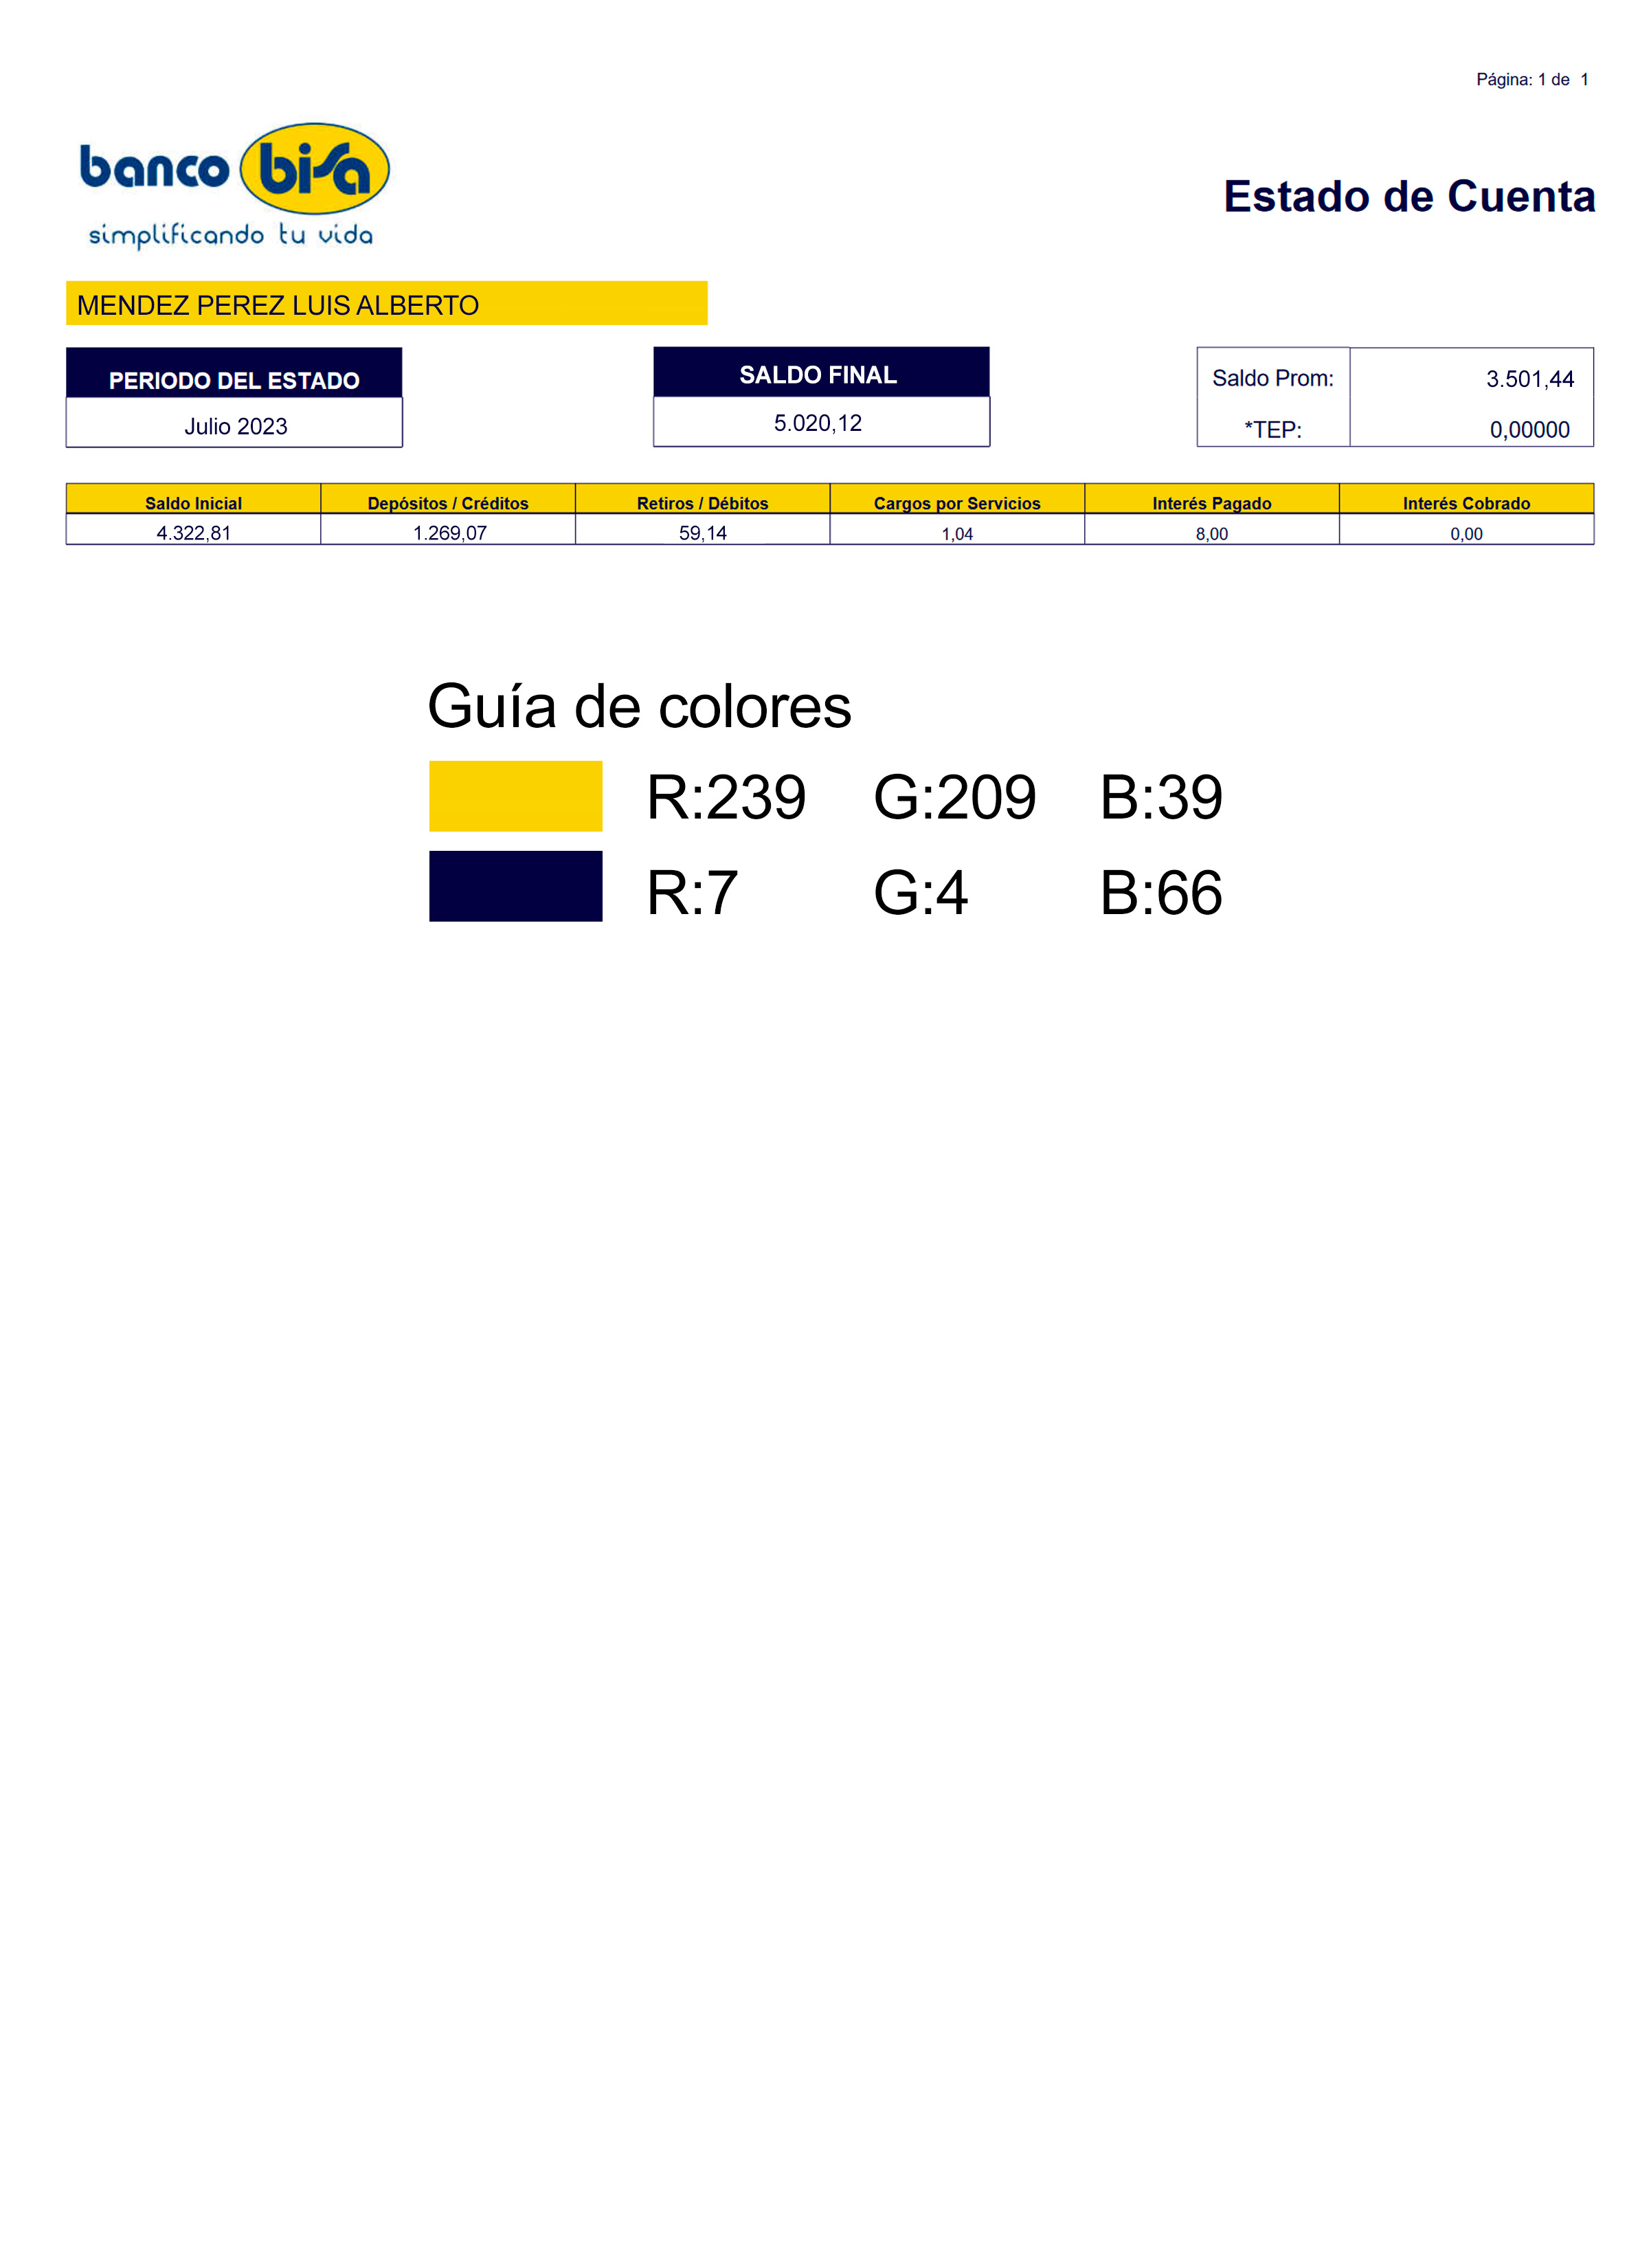 Página: 1 de 1
banco bisa
simplificando tu vida
Estado de Cuenta
MENDEZ PEREZ LUIS ALBERTO
PERIODO DEL ESTADO
Julio 2023
SALDO FINAL
5.020,12
Saldo Prom: 3.501,44
*TEP: 0,00000
Saldo Inicial Depósitos / Créditos Retiros / Débitos Cargos por Servicios Interés Pagado Interés Cobrado
4.322,81 1.269,07 59,14 1,04 8,00 0,00
Guía de colores
R:239 G:209 B:39
R:7 G:4 B:66